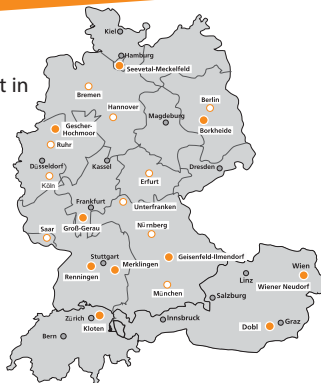 Kiel
Hamburg
Seevetal-Meckelfeld
t in
Bremen
Hannover
Berlin
Magdeburg
Borkheide
Gescher-
Hochmoor
Ruhr
Düsseldorf
Kassel
Dresden
Köln
Erfurt
Frankfurt
Unterfranken
Groß-Gerau
Saar
Nürnberg
Stuttgart
Merklingen
Geisenfeld-Ilmendorf
Renningen
München
Wien
Wiener Neudorf
Linz
Salzburg
Zürich
Kloten
Innsbruck
Bern
Dobl
Graz